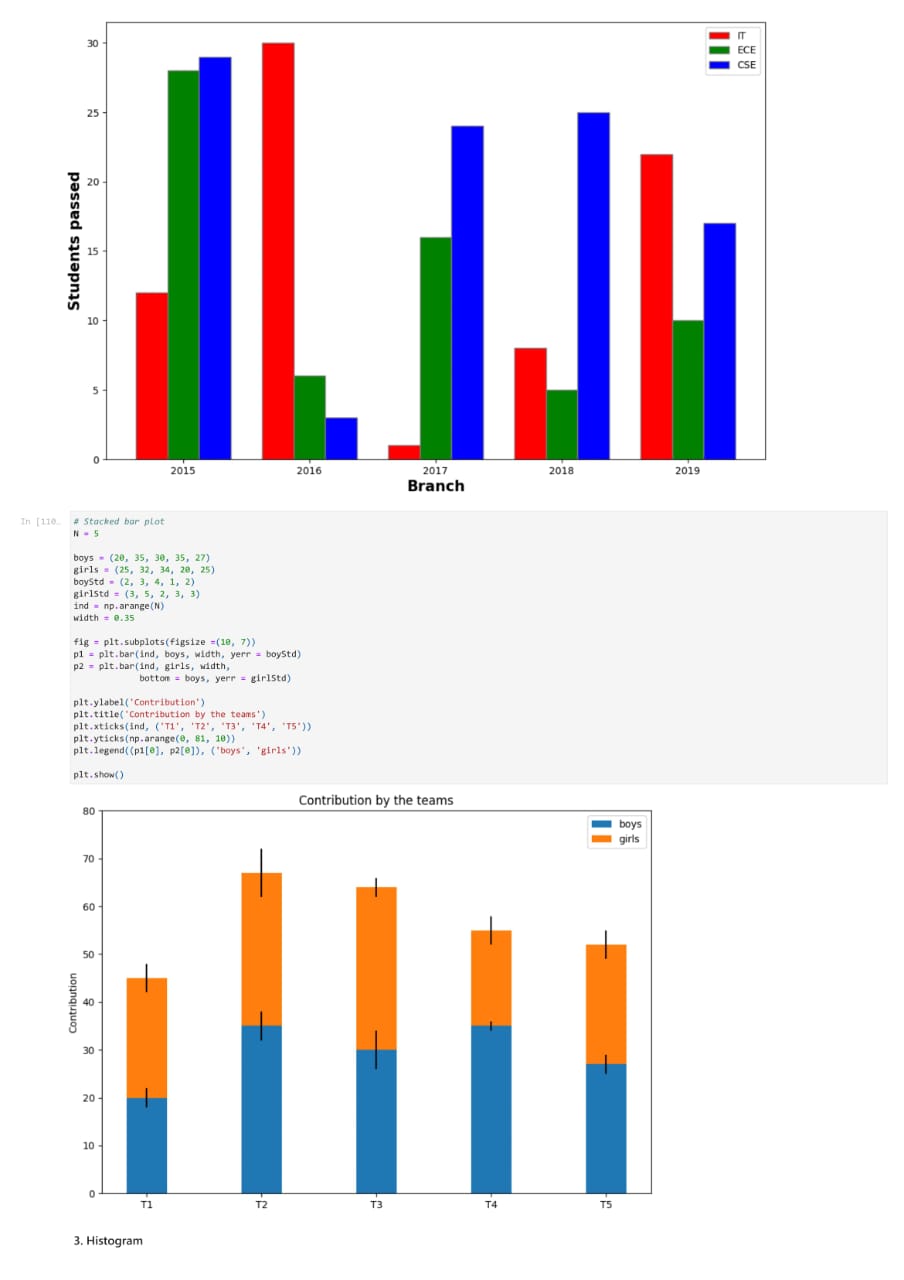 30
25
20
15
10
5
0
Students passed
IT
ECE
CSE
2015 2016 2017 2018 2019
Branch
In [110…
# Stacked bar plot
N = 5
boys = (20, 35, 30, 35, 27)
girls = (25, 32, 34, 20, 25)
boyStd = (2, 3, 4, 1, 2)
girlStd = (3, 5, 2, 3, 3)
ind = np.arange(N)
width = 0.35
fig = plt.subplots(figsize =(10, 7))
p1 = plt.bar(ind, boys, width, yerr = boyStd)
p2 = plt.bar(ind, girls, width,
bottom = boys, yerr = girlStd)
plt.ylabel('Contribution')
plt.title('Contribution by the teams')
plt.xticks(ind, ('T1', 'T2', 'T3', 'T4', 'T5'))
plt.yticks(np.arange(0, 81, 10))
plt.legend((p1[0], p2[0]), ('boys', 'girls'))
plt.show()
Contribution by the teams
80
70
60
50
40
30
20
10
0
Contribution
boys
girls
T1 T2 T3 T4 T5
3. Histogram